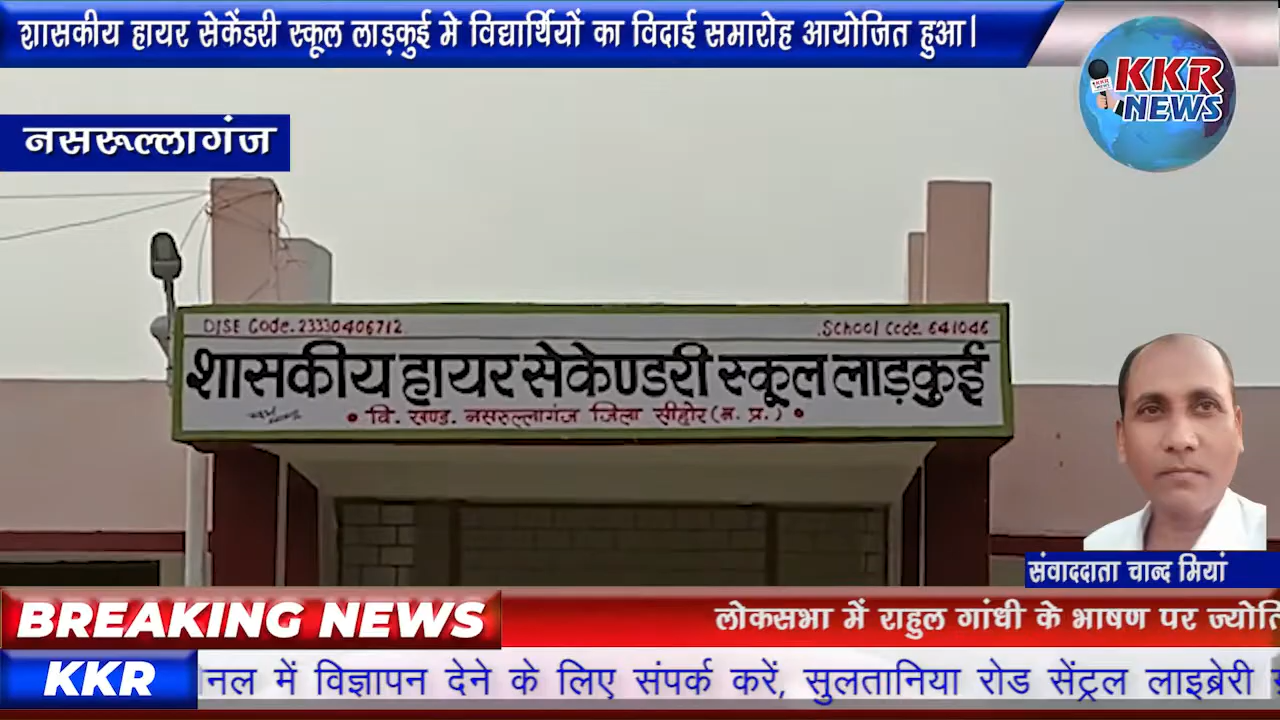 शासकीय हायर सेकेंडरी स्कूल लाड़कुई मे विद्यार्थियों का विदाई समारोह आयोजित हुआ।
KKR
NEWS
नसरूल्लागंज
DISE Code. 23330406712
School Code. 641046
शासकीय हायर सेकेण्डरी स्कूल लाड़कुई
वि. खण्ड. नसरुल्लागंज जिला सीहोर (म. प्र.)
संवाददाता चान्द मियां
BREAKING NEWS
लोकसभा में राहुल गांधी के भाषण पर
KKR
में विज्ञापन देने के लिए संपर्क करें, सुलतानिया रोड सेंट्रल लाइब्रेरी